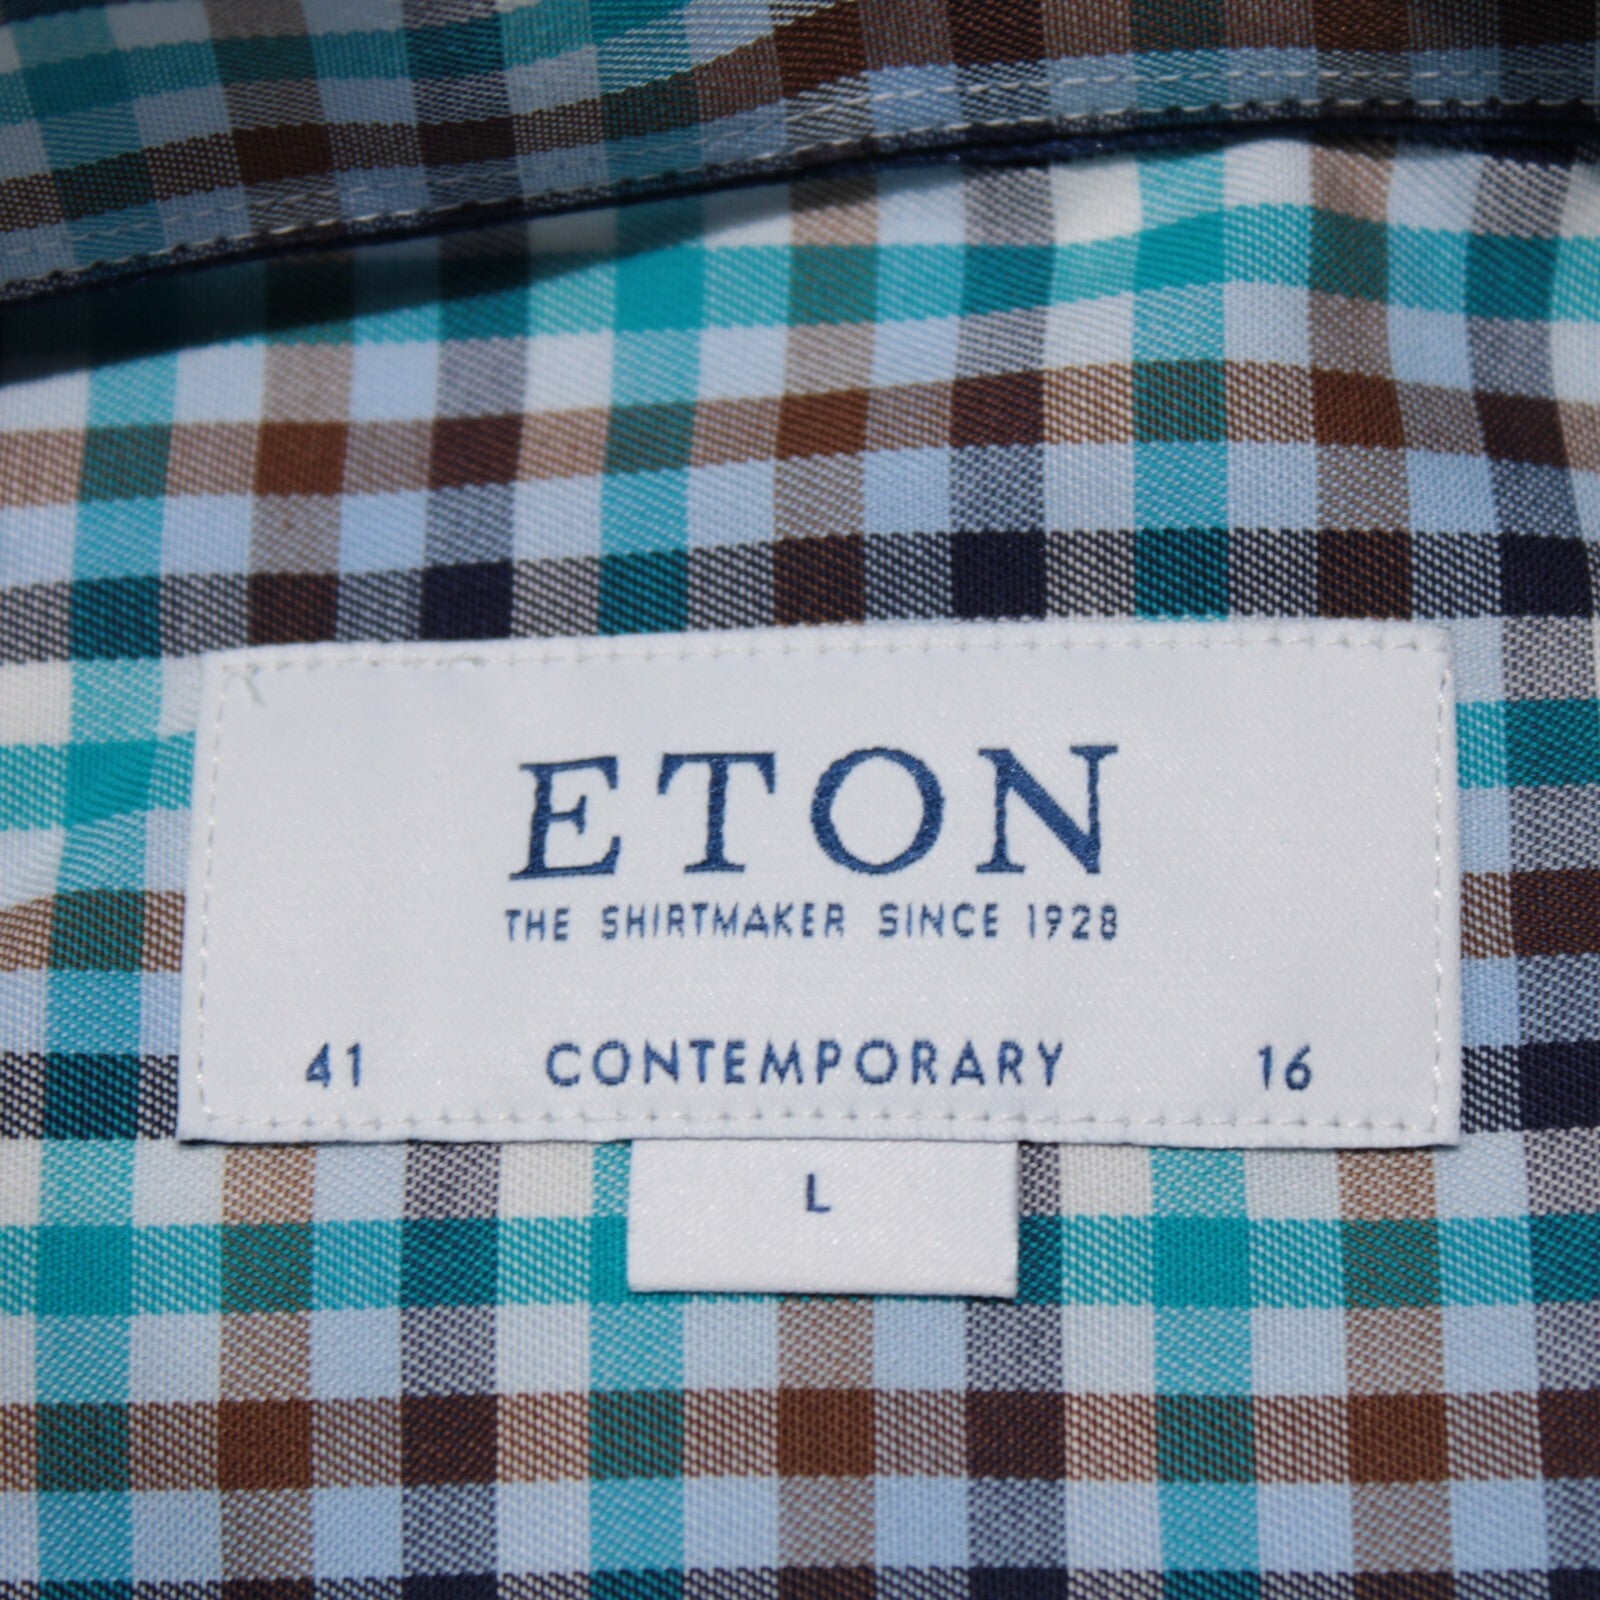 ETON
THE SHIRTMAKER SINCE 1928
41 CONTEMPORARY 16
L